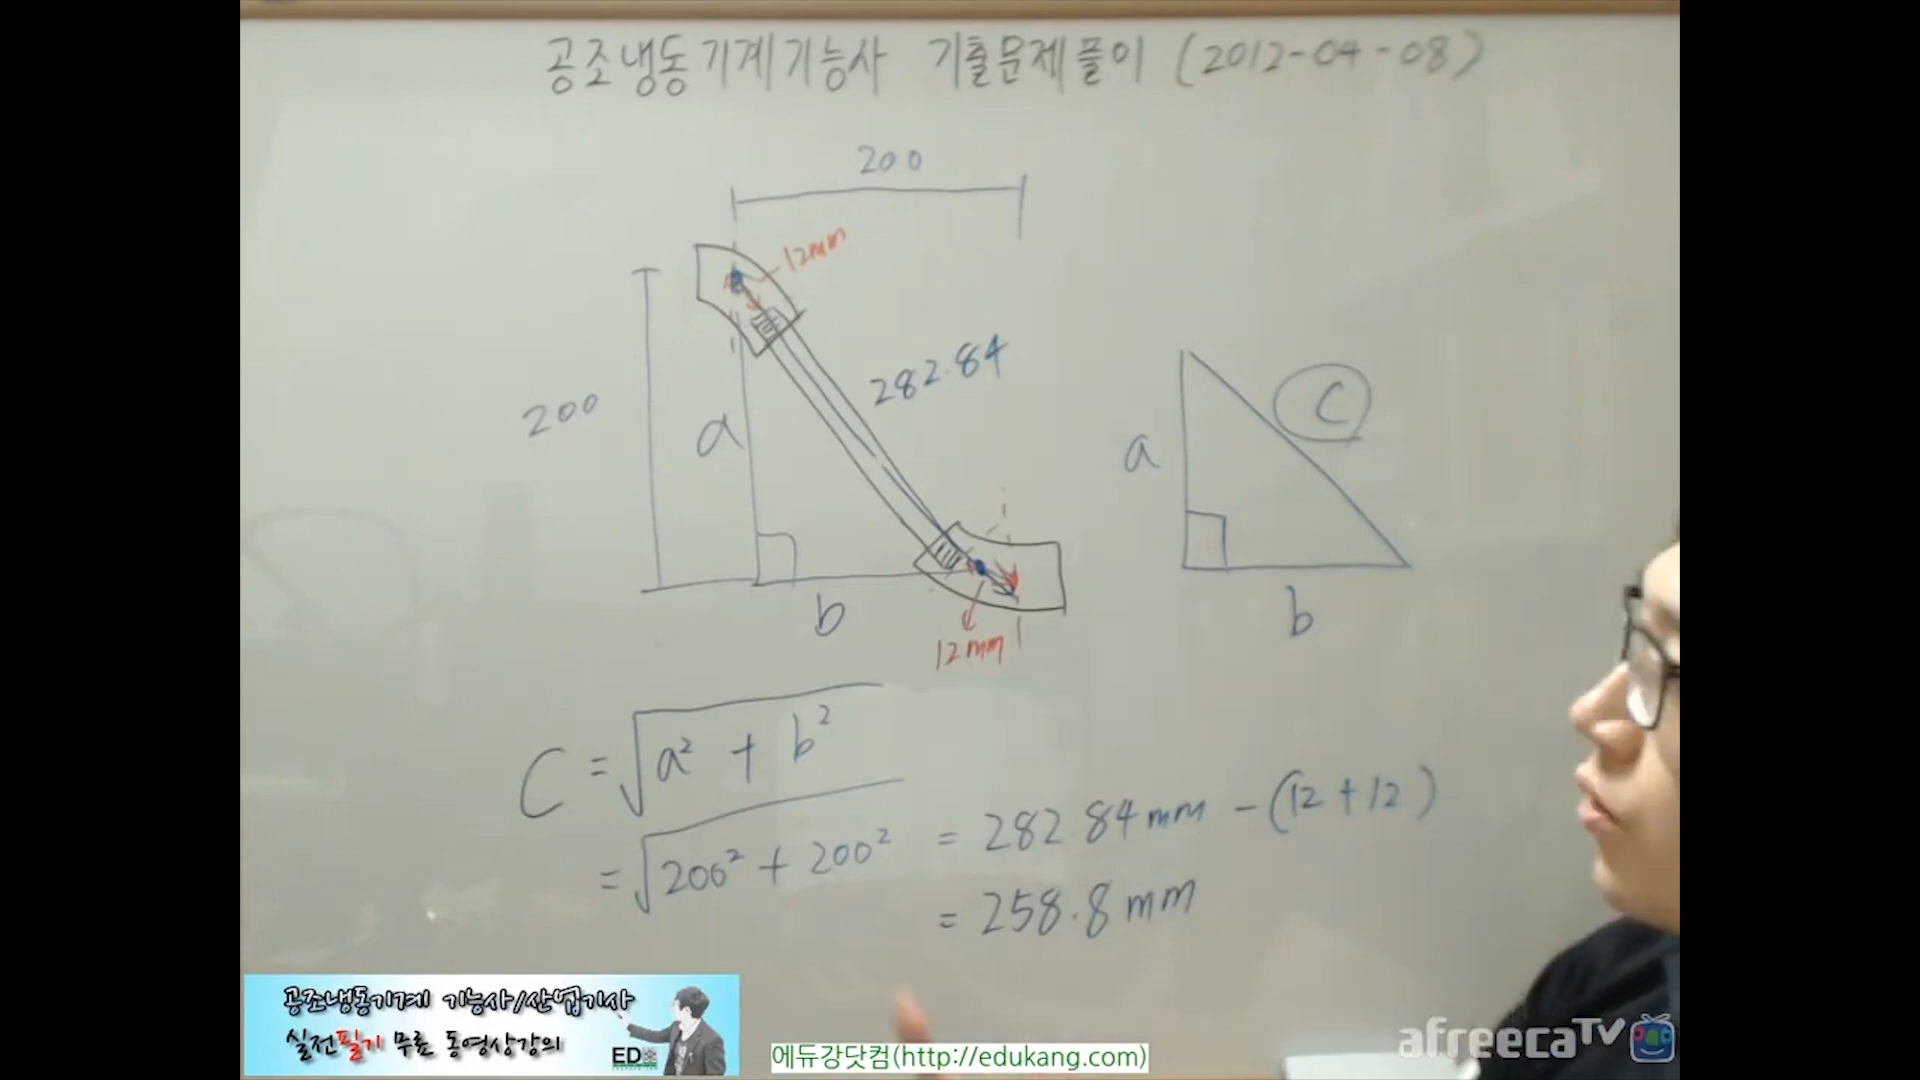 공조냉동기계기능사 기출문제풀이 (2012-04-08)
200
12mm
200
a
282.84
b
12mm
a
C
b
C = √a² + b²
= √200² + 200² = 282.84mm - (12 + 12)
= 258.8mm
공조냉동기계 기능사/산업기사
실전필기 무료 동영상강의
에듀강닷컴(http://edukang.com)
afreecaTV